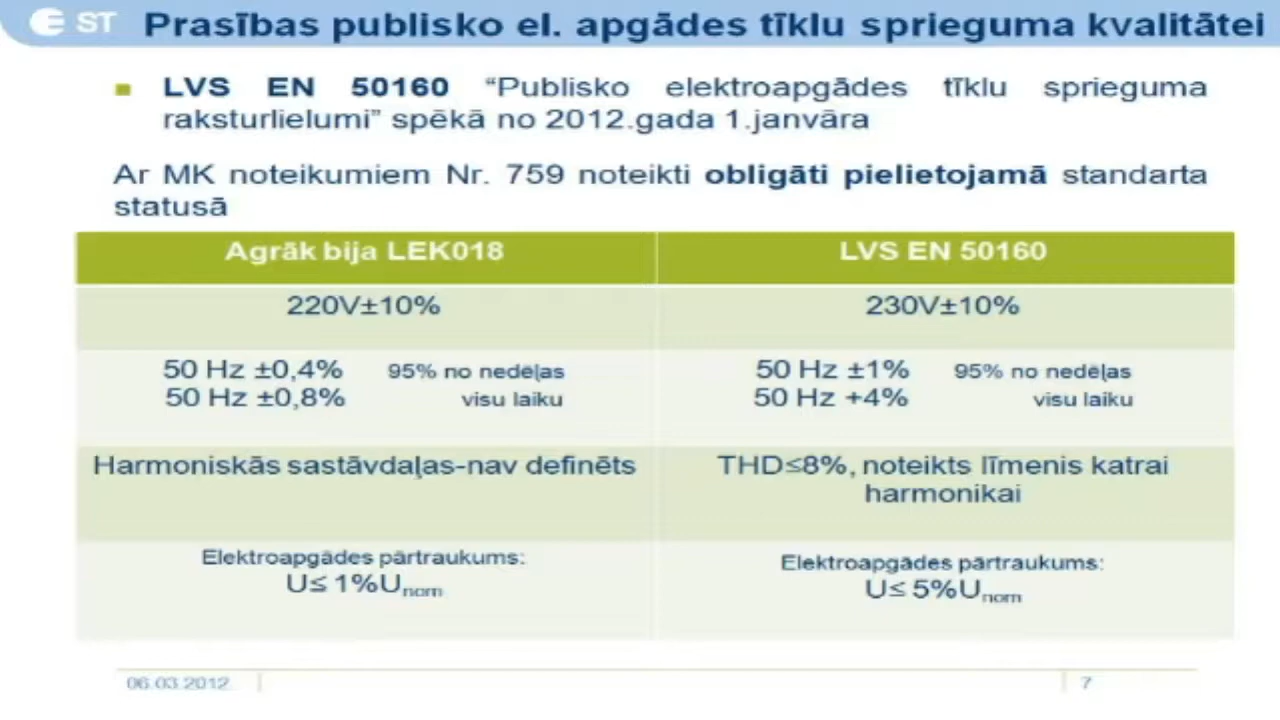 ST
Prasības publisko el. apgādes tīklu sprieguma kvalitātei
LVS EN 50160 “Publisko elektroapgādes tīklu sprieguma
raksturlielumi” spēkā no 2012.gada 1.janvāra
Ar MK noteikumiem Nr. 759 noteikti obligāti pielietojamā standarta
statusā
Agrāk bija LEK018
LVS EN 50160
220V±10%
230V±10%
50 Hz ±0,4% 95% no nedēļas
50 Hz ±0,8% visu laiku
50 Hz ±1% 95% no nedēļas
50 Hz +4% visu laiku
Harmoniskās sastāvdaļas-nav definēts
THD≤8%, noteikts līmenis katrai
harmonikai
Elektroapgādes pārtraukums:
U≤ 1%Unom
Elektroapgādes pārtraukums:
U≤ 5%Unom
06.03.2012.
7